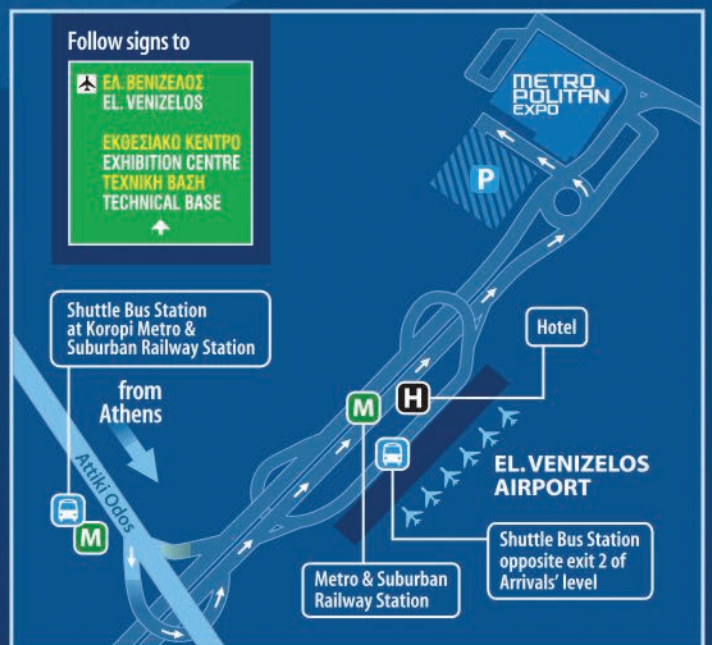 Follow signs to
ΕΛ. ΒΕΝΙΖΕΛΟΣ
EL. VENIZELOS
ΕΚΘΕΣΙΑΚΟ ΚΕΝΤΡΟ
EXHIBITION CENTRE
ΤΕΧΝΙΚΗ ΒΑΣΗ
TECHNICAL BASE
METRO
POLITAN
EXPO
P
Shuttle Bus Station
at Koropi Metro &
Suburban Railway Station
Hotel
from
Athens
M
H
Attiki Odos
EL. VENIZELOS
AIRPORT
M
Metro & Suburban
Railway Station
Shuttle Bus Station
opposite exit 2 of
Arrivals' level